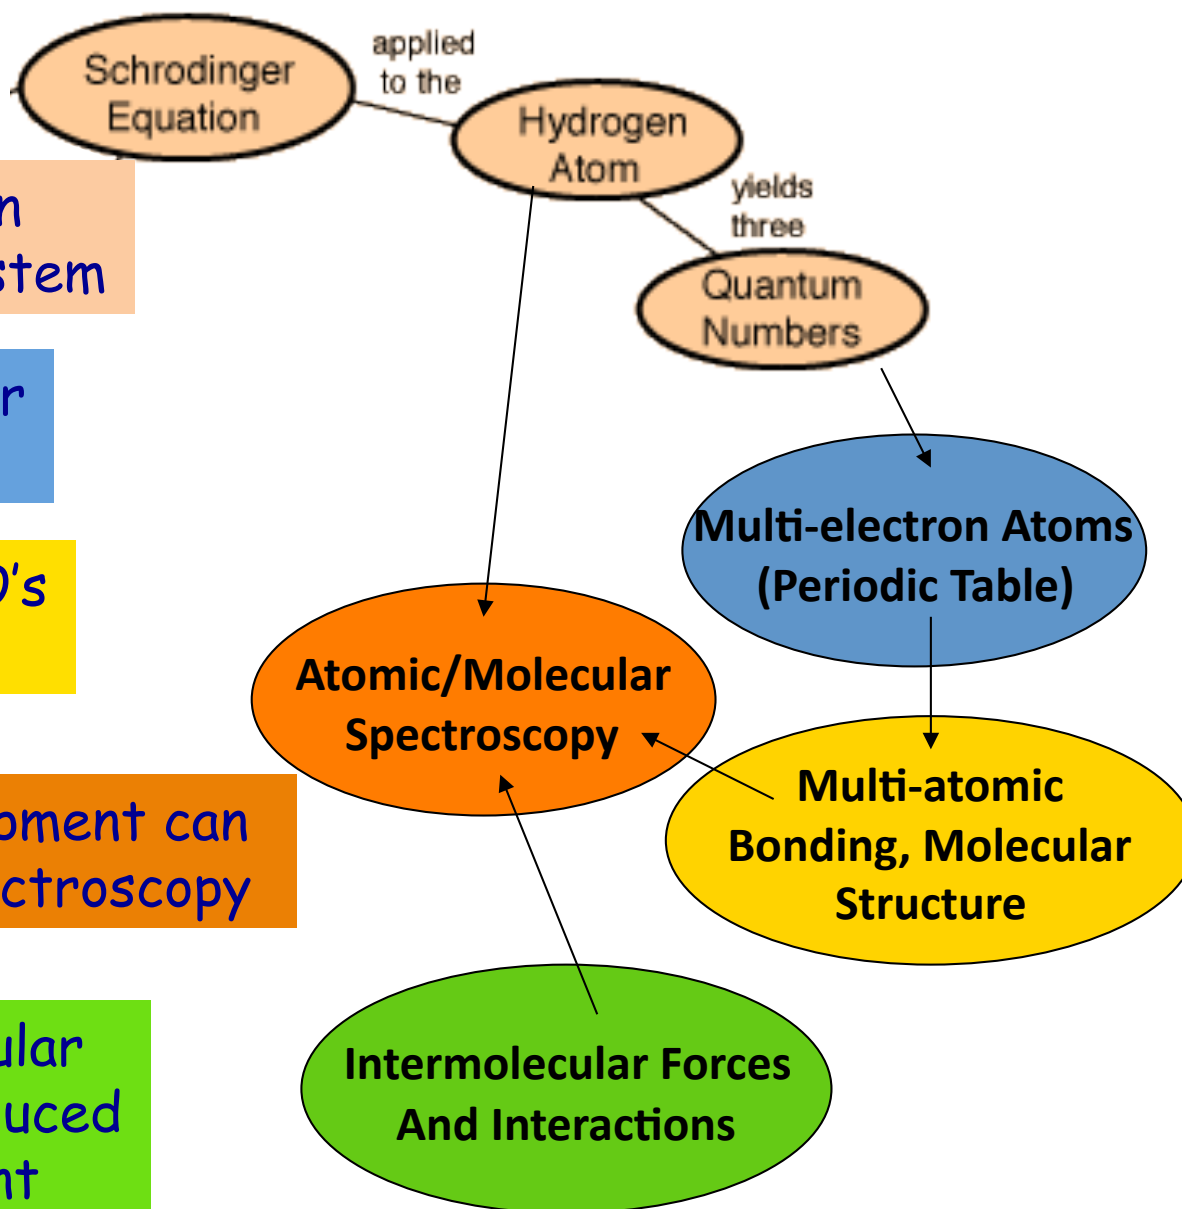 Schrodinger
Equation
applied
to the
Hydrogen
Atom
yields
three
Quantum
Numbers
stem
Multi-electron Atoms
(Periodic Table)
's
Atomic/Molecular
Spectroscopy
Multi-atomic
Bonding, Molecular
Structure
pment can
ctroscopy
Intermolecular Forces
And Interactions
ular
uced
nt